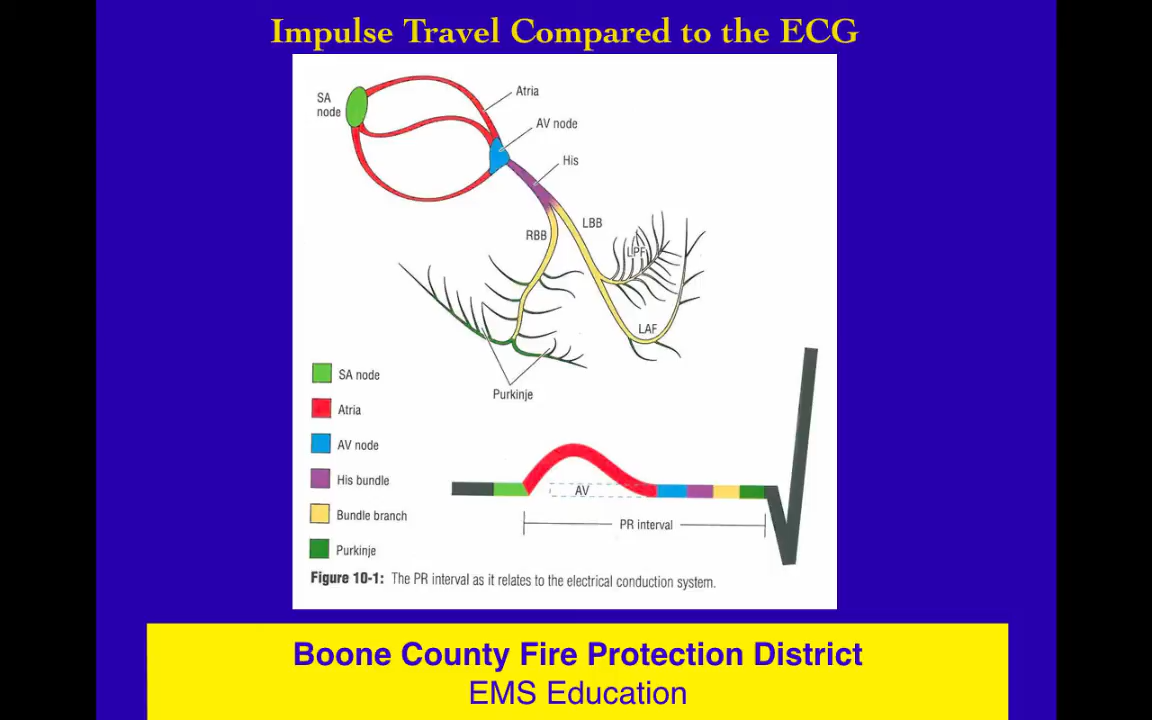 Impulse Travel Compared to the ECG
SA
node
Atria
AV node
His
LBB
RBB
LPF
LAF
Purkinje
SA node
Atria
AV node
His bundle
Bundle branch
Purkinje
AV
PR interval
Figure 10-1: The PR interval as it relates to the electrical conduction system.
Boone County Fire Protection District
EMS Education